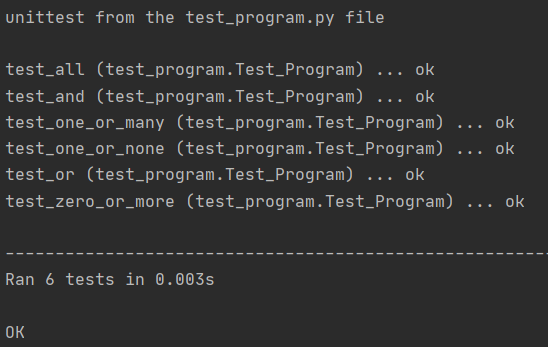 unittest from the test_program.py file
test_all (test_program.Test_Program) ... ok
test_and (test_program.Test_Program) ... ok
test_one_or_many (test_program.Test_Program) ... ok
test_one_or_none (test_program.Test_Program) ... ok
test_or (test_program.Test_Program) ... ok
test_zero_or_more (test_program.Test_Program) ... ok
----------------------------------------------------------------------
Ran 6 tests in 0.003s
OK